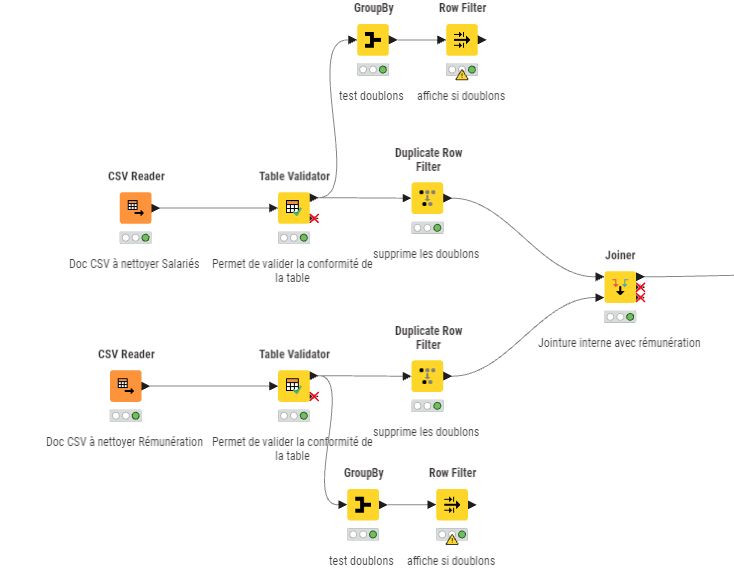 GroupBy
Row Filter
test doublons
affiche si doublons
CSV Reader
Doc CSV à nettoyer Salariés
Table Validator
Permet de valider la conformité de
la table
Duplicate Row
Filter
supprime les doublons
Joiner
Jointure interne avec rémunération
CSV Reader
Doc CSV à nettoyer Rémunération
Table Validator
Permet de valider la conformité de
la table
Duplicate Row
Filter
supprime les doublons
GroupBy
Row Filter
test doublons
affiche si doublons